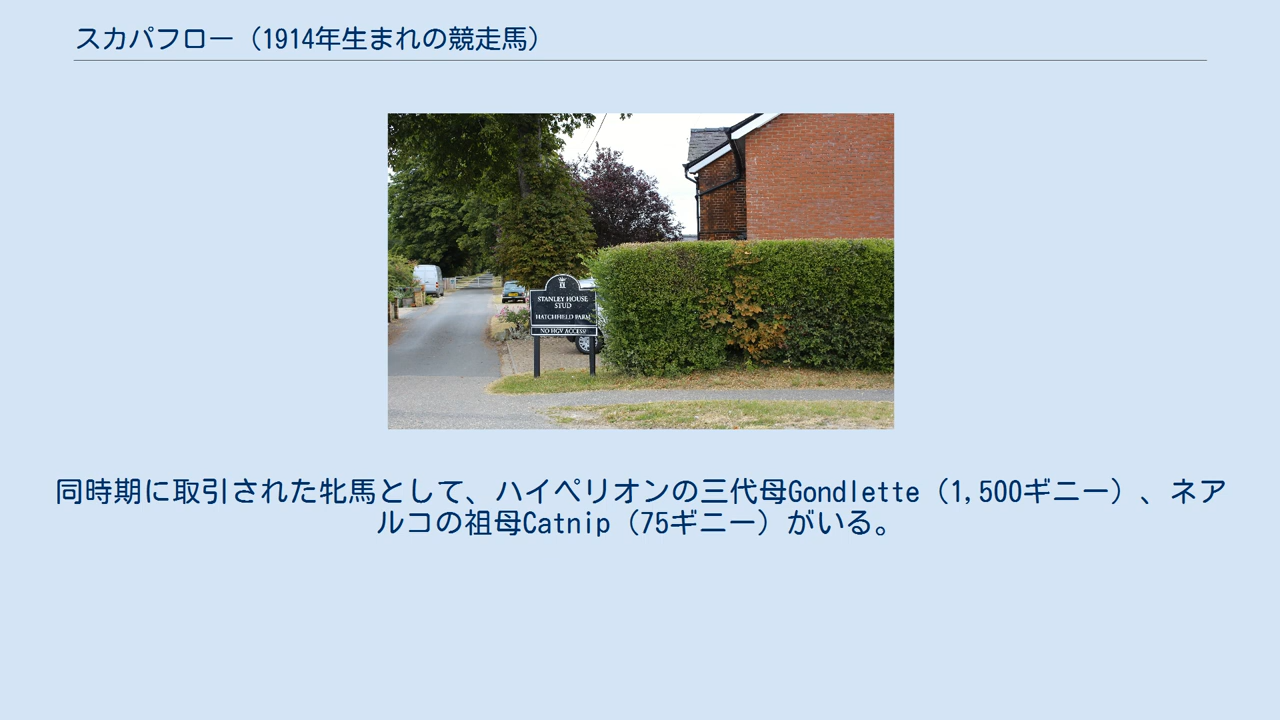 スカパフロー（1914年生まれの競走馬）
STANLEY HOUSE
STUD
HATCHFIELD FARM
NO HGV ACCESS
同時期に取引された牝馬として、ハイペリオンの三代母Gondlette（1,500ギニー）、ネア
ルコの祖母Catnip（75ギニー）がいる。